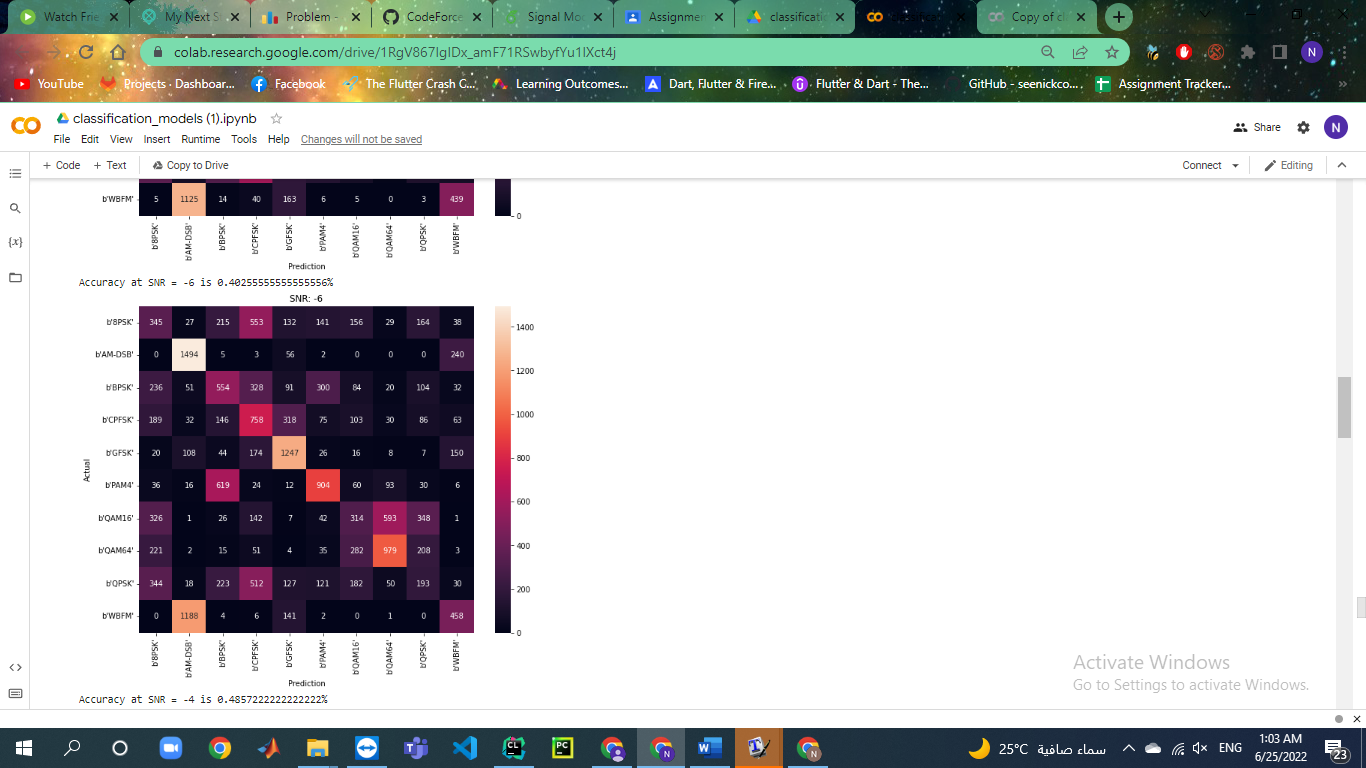 Watch Frie
My Next S
Problem -
CodeForce
Signal Mo
Assignmen
classificatio
Copy of cl
colab.research.google.com/drive/1RgV867IgIDx_amF71RSwbyfYu1IXct4j
N
YouTube
Projects · Dashboar...
Facebook
The Flutter Crash C...
Learning Outcomes...
Dart, Flutter & Fire...
Flutter & Dart - The...
GitHub - seenickco...
Assignment Tracker...
»
classification_models (1).ipynb
File Edit View Insert Runtime Tools Help Changes will not be saved
Share
N
+ Code + Text Copy to Drive
Connect
Editing
{x}
b'WBFM' 5 1125 14 40 163 6 5 0 3 439
0
b'8PSK' b'AM-DSB' b'BPSK' b'CPFSK' b'GFSK' b'PAM4' b'QAM16' b'QAM64' b'QPSK' b'WBFM'
Prediction
Accuracy at SNR = -6 is 0.40255555555555556%
SNR: -6
b'8PSK' 345 27 215 553 132 141 156 29 164 38
b'AM-DSB' 0 1494 5 3 56 2 0 0 0 240
b'BPSK' 236 51 554 328 91 300 84 20 104 32
b'CPFSK' 189 32 146 758 318 75 103 30 86 63
b'GFSK' 20 108 44 174 1247 26 16 8 7 150
b'PAM4' 36 16 619 24 12 904 60 93 30 6
b'QAM16' 326 1 26 142 7 42 314 593 348 1
b'QAM64' 221 2 15 51 4 35 282 979 208 3
b'QPSK' 344 18 223 512 127 121 182 50 193 30
b'WBFM' 0 1188 4 6 141 2 0 1 0 458
Actual
1400
1200
1000
800
600
400
200
0
b'8PSK' b'AM-DSB' b'BPSK' b'CPFSK' b'GFSK' b'PAM4' b'QAM16' b'QAM64' b'QPSK' b'WBFM'
Prediction
Accuracy at SNR = -4 is 0.4857222222222222%
Activate Windows
Go to Settings to activate Windows.
25°C سماء صافية
ENG
1:03 AM
6/25/2022
23